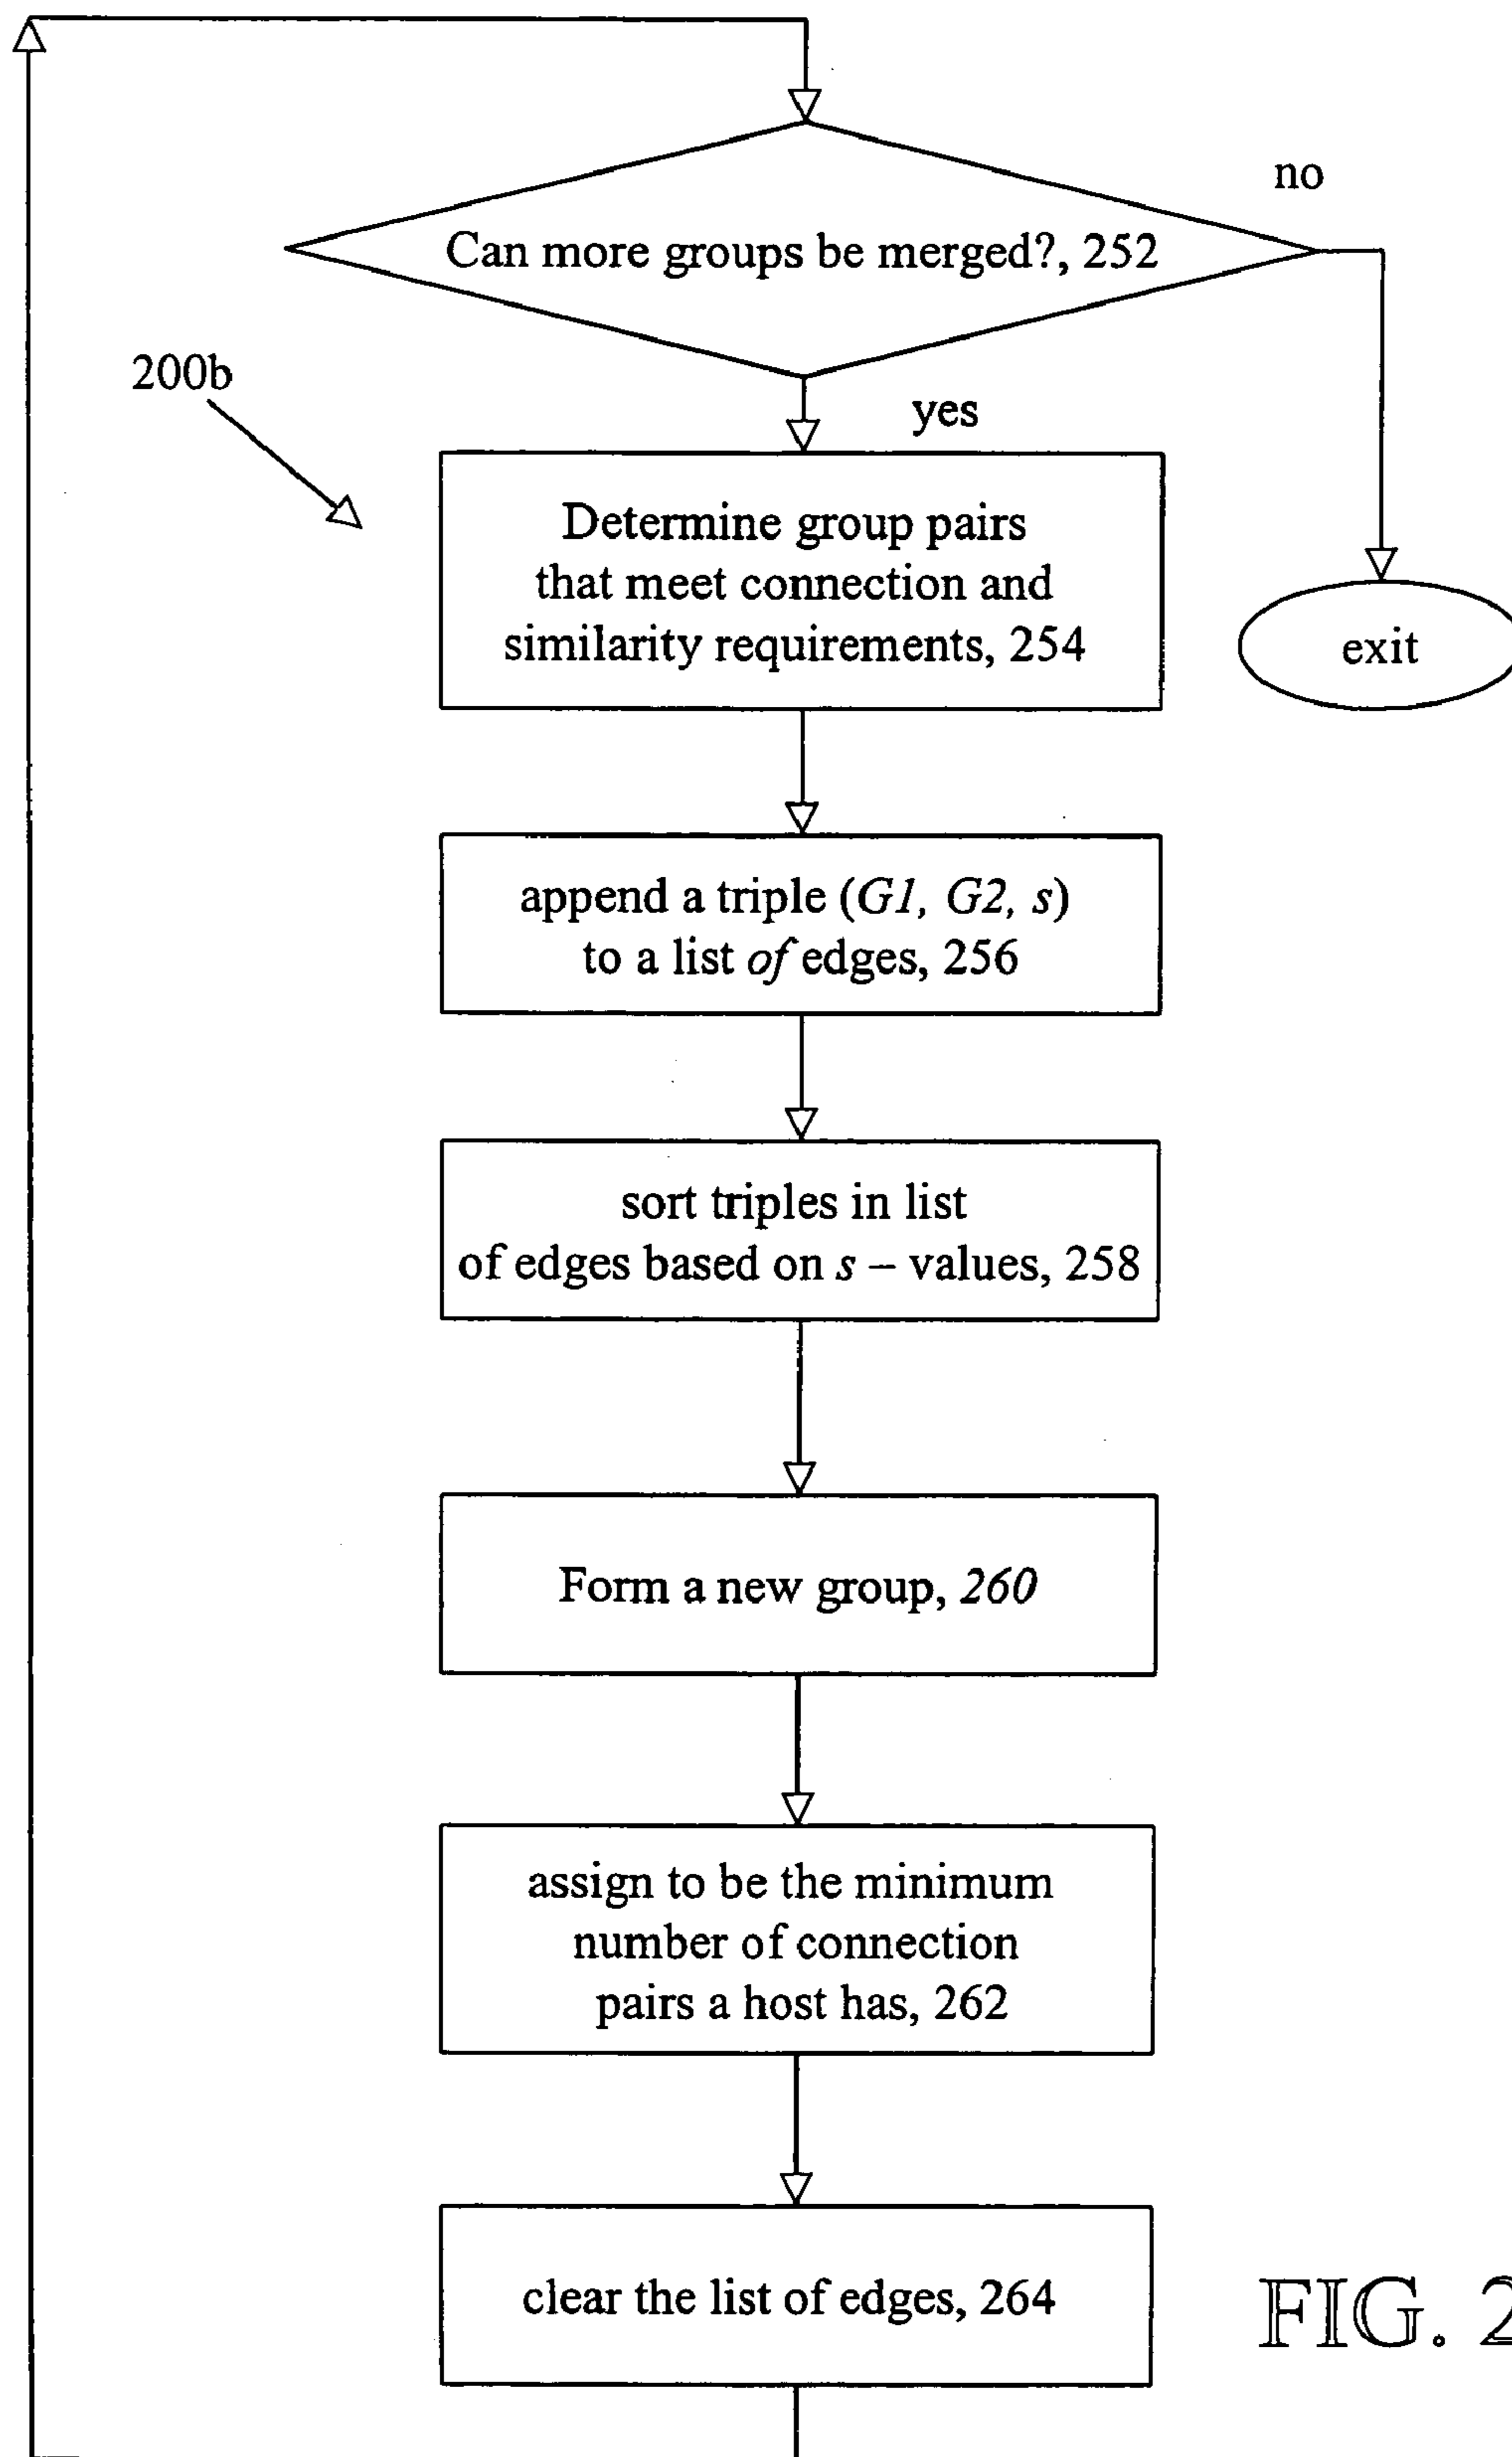 no
Can more groups be merged?, 252
200b
yes
Determine group pairs
that meet connection and
similarity requirements, 254
exit
append a triple (G1, G2, s)
to a list of edges, 256
sort triples in list
of edges based on s – values, 258
Form a new group, 260
assign to be the minimum
number of connection
pairs a host has, 262
clear the list of edges, 264
FIG. 2